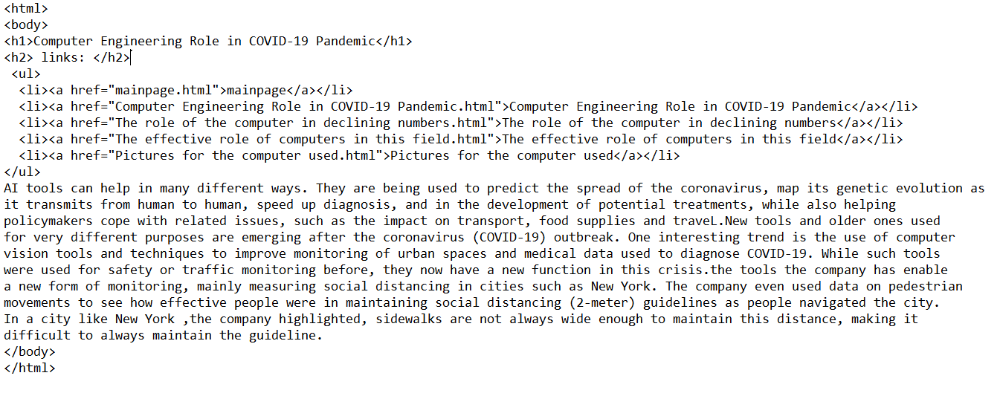 <html>
<body>
<h1>Computer Engineering Role in COVID-19 Pandemic</h1>
<h2> links: </h2>
<ul>
<li><a href="mainpage.html">mainpage</a></li>
<li><a href="Computer Engineering Role in COVID-19 Pandemic.html">Computer Engineering Role in COVID-19 Pandemic</a></li>
<li><a href="The role of the computer in declining numbers.html">The role of the computer in declining numbers</a></li>
<li><a href="The effective role of computers in this field.html">The effective role of computers in this field</a></li>
<li><a href="Pictures for the computer used.html">Pictures for the computer used</a></li>
</ul>
AI tools can help in many different ways. They are being used to predict the spread of the coronavirus, map its genetic evolution as
it transmits from human to human, speed up diagnosis, and in the development of potential treatments, while also helping
policymakers cope with related issues, such as the impact on transport, food supplies and traveL.New tools and older ones used
for very different purposes are emerging after the coronavirus (COVID-19) outbreak. One interesting trend is the use of computer
vision tools and techniques to improve monitoring of urban spaces and medical data used to diagnose COVID-19. While such tools
were used for safety or traffic monitoring before, they now have a new function in this crisis.the tools the company has enable
a new form of monitoring, mainly measuring social distancing in cities such as New York. The company even used data on pedestrian
movements to see how effective people were in maintaining social distancing (2-meter) guidelines as people navigated the city.
In a city like New York ,the company highlighted, sidewalks are not always wide enough to maintain this distance, making it
difficult to always maintain the guideline.
</body>
</html>